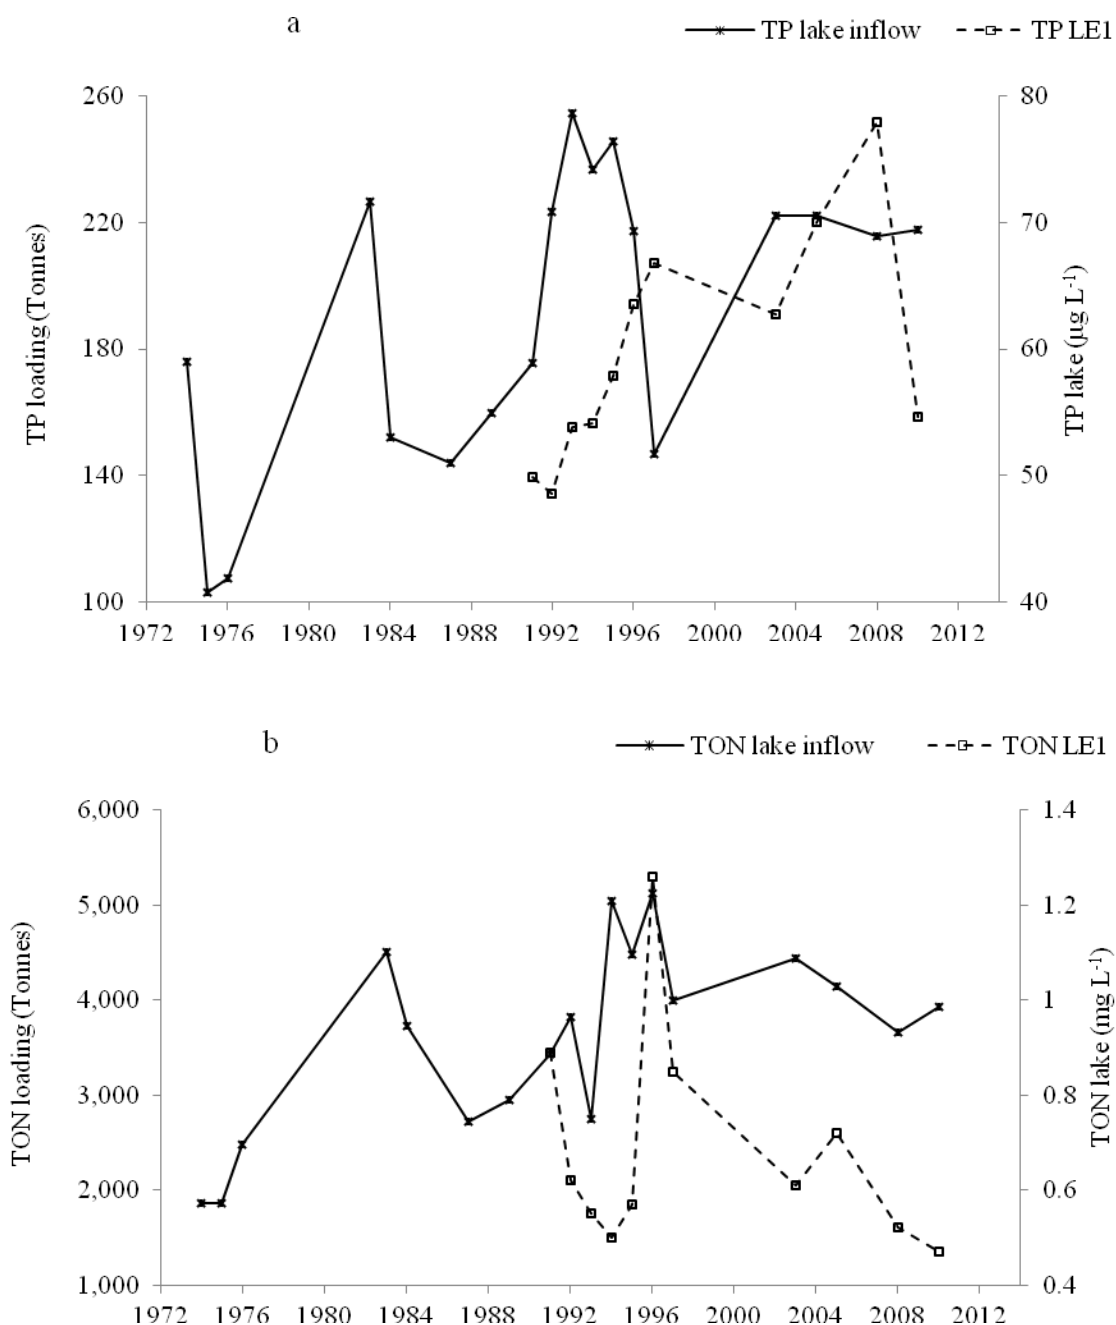 a
TP lake inflow TP LE1
260 80
220 70
180 60
140 50
100 40
TP loading (Tonnes)
TP lake (µg L-1)
1972 1976 1980 1984 1988 1992 1996 2000 2004 2008 2012
b
TON lake inflow TON LE1
6,000 1.4
5,000 1.2
4,000 1
3,000 0.8
2,000 0.6
1,000 0.4
TON loading (Tonnes)
TON lake (mg L-1)
1972 1976 1980 1984 1988 1992 1996 2000 2004 2008 2012